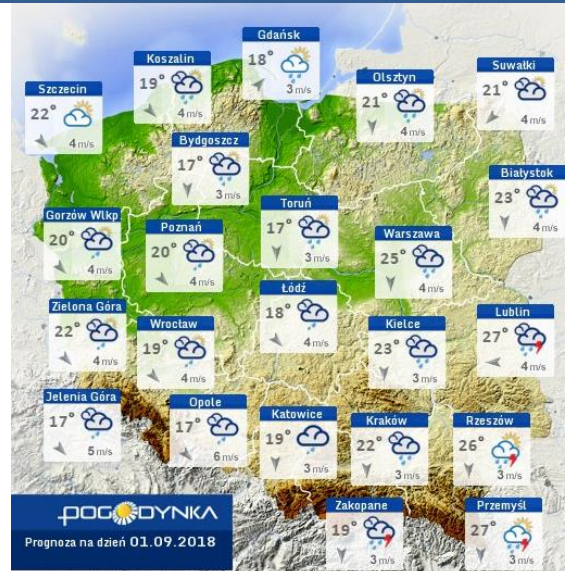 Gdańsk
18°
3 m/s
Koszalin
19°
4 m/s
Suwałki
21°
4 m/s
Olsztyn
21°
4 m/s
Szczecin
22°
4 m/s
Bydgoszcz
17°
3 m/s
Białystok
23°
4 m/s
Toruń
17°
3 m/s
Gorzów Wlkp
20°
4 m/s
Poznań
20°
4 m/s
Warszawa
25°
4 m/s
Łódź
18°
4 m/s
Zielona Góra
22°
4 m/s
Wrocław
19°
4 m/s
Kielce
23°
3 m/s
Lublin
27°
4 m/s
Jelenia Góra
17°
5 m/s
Opole
17°
6 m/s
Katowice
19°
3 m/s
Kraków
22°
3 m/s
Rzeszów
26°
3 m/s
Zakopane
19°
3 m/s
Przemyśl
27°
3 m/s
POGODYNKA
Prognoza na dzień 01.09.2018